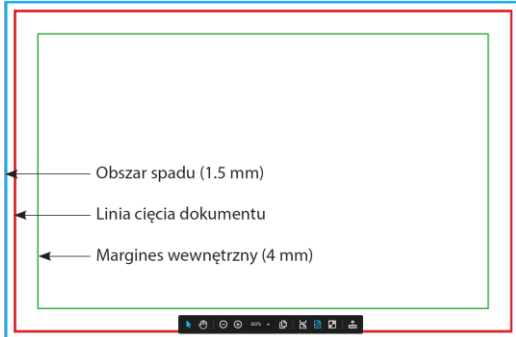 Obszar spadu (1.5 mm)
Linia cięcia dokumentu
Margines wewnętrzny (4 mm)